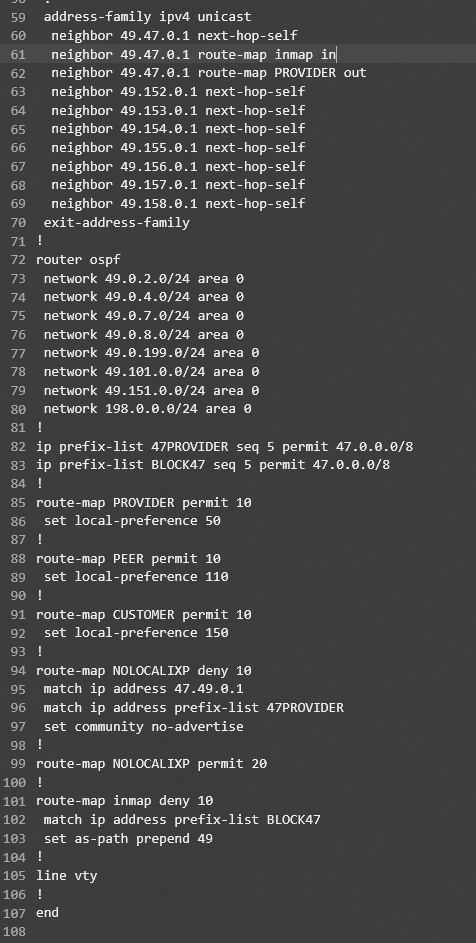 59 address-family ipv4 unicast
60 neighbor 49.47.0.1 next-hop-self
61 neighbor 49.47.0.1 route-map inmap in
62 neighbor 49.47.0.1 route-map PROVIDER out
63 neighbor 49.152.0.1 next-hop-self
64 neighbor 49.153.0.1 next-hop-self
65 neighbor 49.154.0.1 next-hop-self
66 neighbor 49.155.0.1 next-hop-self
67 neighbor 49.156.0.1 next-hop-self
68 neighbor 49.157.0.1 next-hop-self
69 neighbor 49.158.0.1 next-hop-self
70 exit-address-family
71 !
72 router ospf
73 network 49.0.2.0/24 area 0
74 network 49.0.4.0/24 area 0
75 network 49.0.7.0/24 area 0
76 network 49.0.8.0/24 area 0
77 network 49.0.199.0/24 area 0
78 network 49.101.0.0/24 area 0
79 network 49.151.0.0/24 area 0
80 network 198.0.0.0/24 area 0
81 !
82 ip prefix-list 47PROVIDER seq 5 permit 47.0.0.0/8
83 ip prefix-list BLOCK47 seq 5 permit 47.0.0.0/8
84 !
85 route-map PROVIDER permit 10
86 set local-preference 50
87 !
88 route-map PEER permit 10
89 set local-preference 110
90 !
91 route-map CUSTOMER permit 10
92 set local-preference 150
93 !
94 route-map NOLOCALIXP deny 10
95 match ip address 47.49.0.1
96 match ip address prefix-list 47PROVIDER
97 set community no-advertise
98 !
99 route-map NOLOCALIXP permit 20
100 !
101 route-map inmap deny 10
102 match ip address prefix-list BLOCK47
103 set as-path prepend 49
104 !
105 line vty
106 !
107 end
108